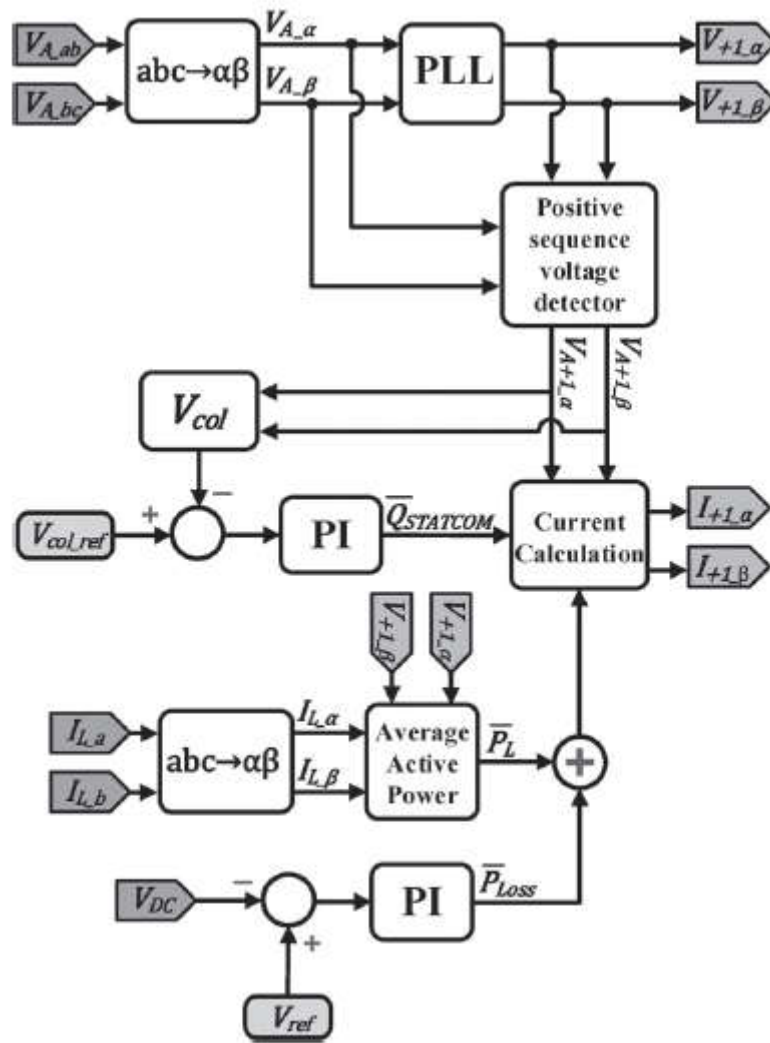 V_A_ab
V_A_bc
abc→αβ
V_A_α
V_A_β
PLL
V_+1_α
V_+1_β
Positive
sequence
voltage
detector
V_A+1_α
V_A+1_β
V_col
V_col_ref
+
−
PI
Q̅_STATCOM
Current
Calculation
I_+1_α
I_+1_β
V_+1_β
V_+1_α
I_L_a
I_L_b
abc→αβ
I_L_α
I_L_β
Average
Active
Power
P̅_L
+
V_DC
−
+
PI
P̅_Loss
V_ref